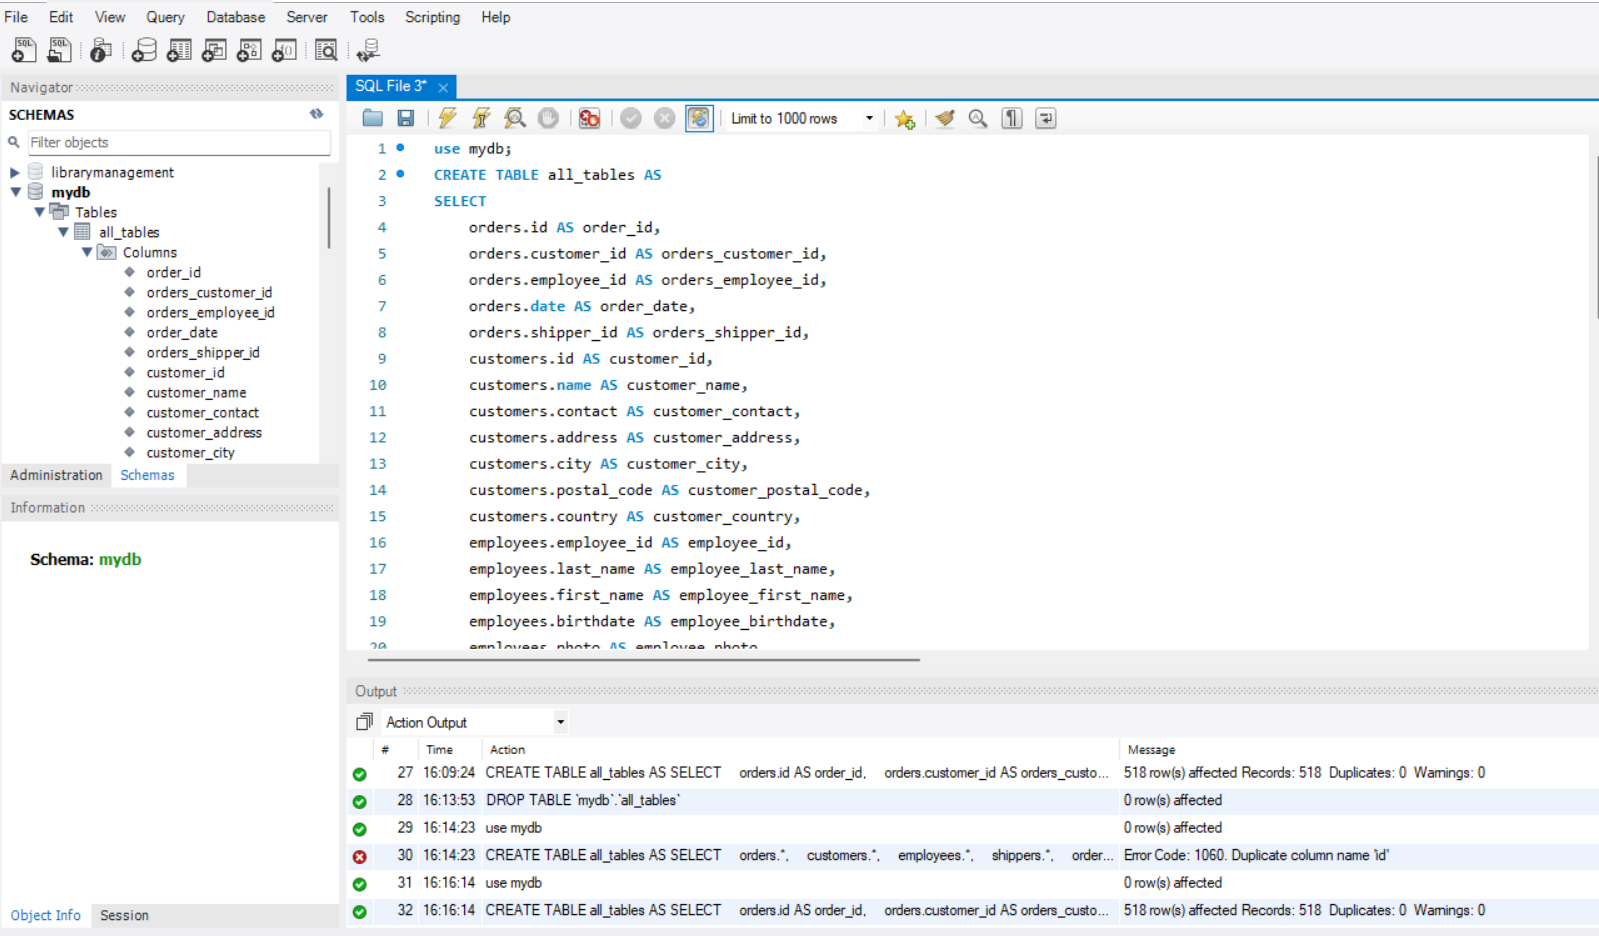 File Edit View Query Database Server Tools Scripting Help
Navigator
SQL File 3*
SCHEMAS
Filter objects
Limit to 1000 rows
librarymanagement
mydb
Tables
all_tables
Columns
order_id
orders_customer_id
orders_employee_id
order_date
orders_shipper_id
customer_id
customer_name
customer_contact
customer_address
customer_city
Administration Schemas
Information
Schema: mydb
Object Info Session
1 use mydb;
2 CREATE TABLE all_tables AS
3 SELECT
4 orders.id AS order_id,
5 orders.customer_id AS orders_customer_id,
6 orders.employee_id AS orders_employee_id,
7 orders.date AS order_date,
8 orders.shipper_id AS orders_shipper_id,
9 customers.id AS customer_id,
10 customers.name AS customer_name,
11 customers.contact AS customer_contact,
12 customers.address AS customer_address,
13 customers.city AS customer_city,
14 customers.postal_code AS customer_postal_code,
15 customers.country AS customer_country,
16 employees.employee_id AS employee_id,
17 employees.last_name AS employee_last_name,
18 employees.first_name AS employee_first_name,
19 employees.birthdate AS employee_birthdate,
20 employees.photo AS employee_photo
Output
Action Output
# Time Action Message
27 16:09:24 CREATE TABLE all_tables AS SELECT orders.id AS order_id, orders.customer_id AS orders_custo... 518 row(s) affected Records: 518 Duplicates: 0 Warnings: 0
28 16:13:53 DROP TABLE `mydb`.`all_tables` 0 row(s) affected
29 16:14:23 use mydb 0 row(s) affected
30 16:14:23 CREATE TABLE all_tables AS SELECT orders.*, customers.*, employees.*, shippers.*, order... Error Code: 1060. Duplicate column name 'id'
31 16:16:14 use mydb 0 row(s) affected
32 16:16:14 CREATE TABLE all_tables AS SELECT orders.id AS order_id, orders.customer_id AS orders_custo... 518 row(s) affected Records: 518 Duplicates: 0 Warnings: 0